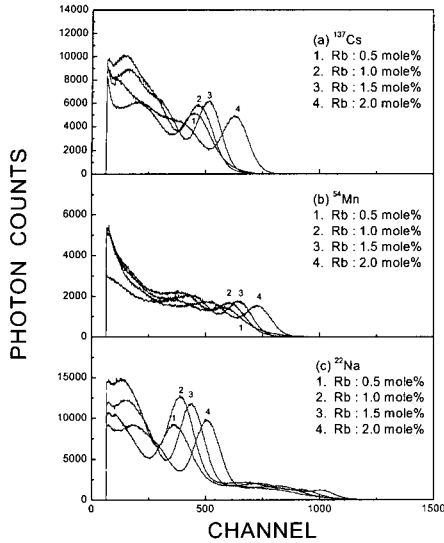 PHOTON COUNTS
14000
12000
10000
8000
6000
4000
2000
0
(a) ¹³⁷Cs
1. Rb : 0.5 mole%
2. Rb : 1.0 mole%
3. Rb : 1.5 mole%
4. Rb : 2.0 mole%
1
2
3
4
6000
4000
2000
0
(b) ⁵⁴Mn
1. Rb : 0.5 mole%
2. Rb : 1.0 mole%
3. Rb : 1.5 mole%
4. Rb : 2.0 mole%
2 3
4
1
15000
10000
5000
0
(c) ²²Na
1. Rb : 0.5 mole%
2. Rb : 1.0 mole%
3. Rb : 1.5 mole%
4. Rb : 2.0 mole%
1
2
3
4
0 500 1000 1500
CHANNEL